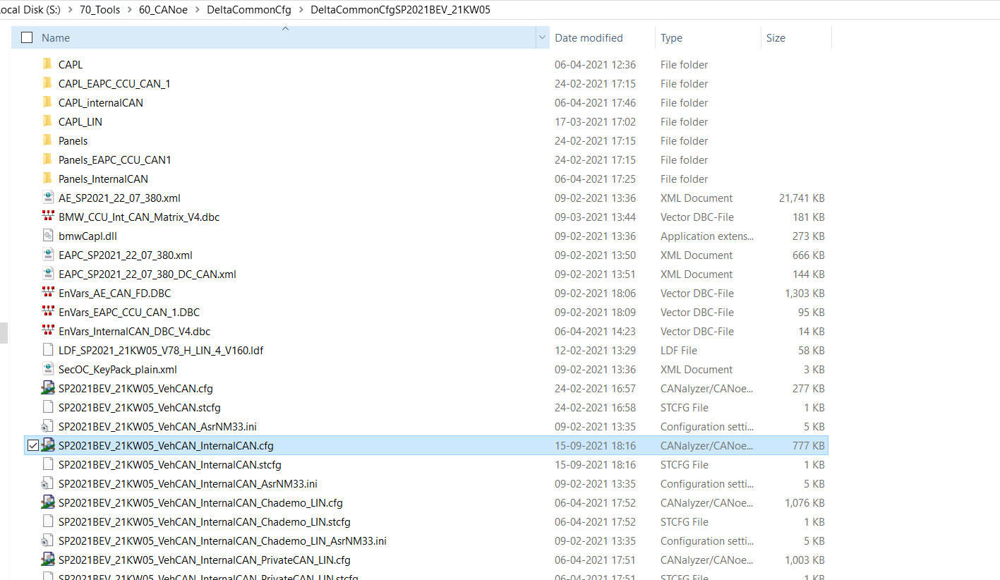 ocal Disk (S:) > 70_Tools > 60_CANoe > DeltaCommonCfg > DeltaCommonCfgSP2021BEV_21KW05
Name Date modified Type Size
CAPL 06-04-2021 12:36 File folder
CAPL_EAPC_CCU_CAN_1 24-02-2021 17:15 File folder
CAPL_internalCAN 06-04-2021 17:46 File folder
CAPL_LIN 17-03-2021 17:02 File folder
Panels 24-02-2021 17:15 File folder
Panels_EAPC_CCU_CAN1 24-02-2021 17:15 File folder
Panels_InternalCAN 06-04-2021 17:25 File folder
AE_SP2021_22_07_380.xml 09-02-2021 13:36 XML Document 21,741 KB
BMW_CCU_Int_CAN_Matrix_V4.dbc 09-03-2021 13:44 Vector DBC-File 181 KB
bmwCapl.dll 09-02-2021 13:36 Application extens... 273 KB
EAPC_SP2021_22_07_380.xml 09-02-2021 13:50 XML Document 666 KB
EAPC_SP2021_22_07_380_DC_CAN.xml 09-02-2021 13:51 XML Document 144 KB
EnVars_AE_CAN_FD.DBC 09-02-2021 18:06 Vector DBC-File 1,303 KB
EnVars_EAPC_CCU_CAN_1.DBC 09-02-2021 18:09 Vector DBC-File 95 KB
EnVars_InternalCAN_DBC_V4.dbc 06-04-2021 14:23 Vector DBC-File 14 KB
LDF_SP2021_21KW05_V78_H_LIN_4_V160.ldf 12-02-2021 13:29 LDF File 58 KB
SecOC_KeyPack_plain.xml 09-02-2021 13:36 XML Document 3 KB
SP2021BEV_21KW05_VehCAN.cfg 24-02-2021 16:57 CANalyzer/CANoe... 277 KB
SP2021BEV_21KW05_VehCAN.stcfg 24-02-2021 16:58 STCFG File 1 KB
SP2021BEV_21KW05_VehCAN_AsrNM33.ini 09-02-2021 13:35 Configuration setti... 5 KB
SP2021BEV_21KW05_VehCAN_InternalCAN.cfg 15-09-2021 18:16 CANalyzer/CANoe... 777 KB
SP2021BEV_21KW05_VehCAN_InternalCAN.stcfg 15-09-2021 18:16 STCFG File 1 KB
SP2021BEV_21KW05_VehCAN_InternalCAN_AsrNM33.ini 09-02-2021 13:35 Configuration setti... 5 KB
SP2021BEV_21KW05_VehCAN_InternalCAN_Chademo_LIN.cfg 06-04-2021 17:52 CANalyzer/CANoe... 1,076 KB
SP2021BEV_21KW05_VehCAN_InternalCAN_Chademo_LIN.stcfg 06-04-2021 17:52 STCFG File 1 KB
SP2021BEV_21KW05_VehCAN_InternalCAN_Chademo_LIN_AsrNM33.ini 09-02-2021 13:35 Configuration setti... 5 KB
SP2021BEV_21KW05_VehCAN_InternalCAN_PrivateCAN_LIN.cfg 06-04-2021 17:51 CANalyzer/CANoe... 1,003 KB
SP2021BEV_21KW05_VehCAN_InternalCAN_PrivateCAN_LIN.stcfg 06-04-2021 17:51 STCFG File 1 KB